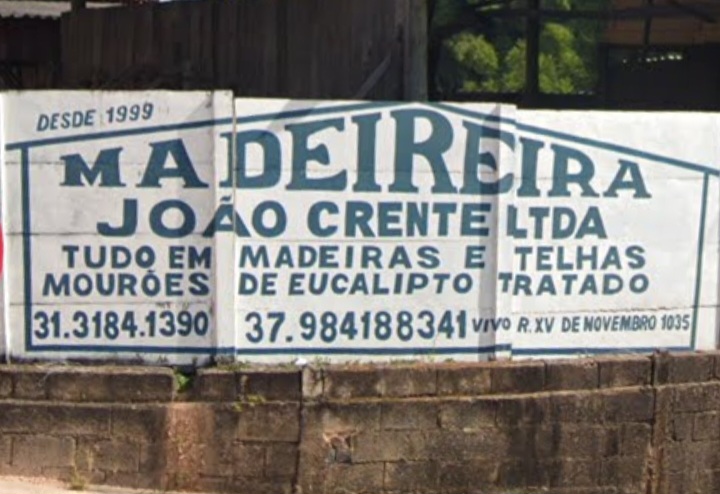 DESDE 1999
MADEIREIRA
JOÃO CRENTE LTDA
TUDO EM MADEIRAS E TELHAS
MOURÕES DE EUCALIPTO TRATADO
31.3184.1390 37.984188341 VIVO R. XV DE NOVEMBRO 1035